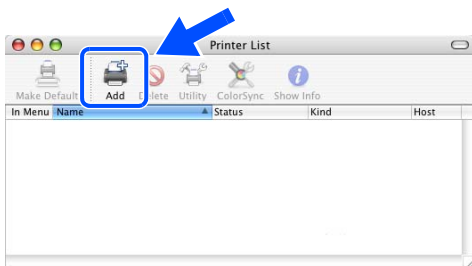 Printer List
Make Default Add Delete Utility ColorSync Show Info
In Menu Name Status Kind Host